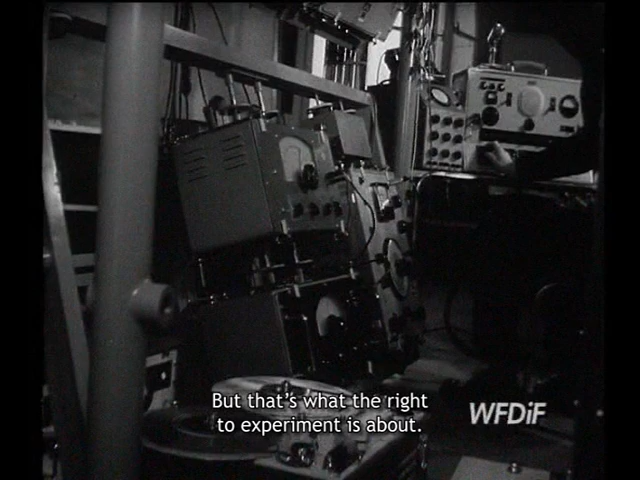 But that's what the right
to experiment is about.
WFDiF